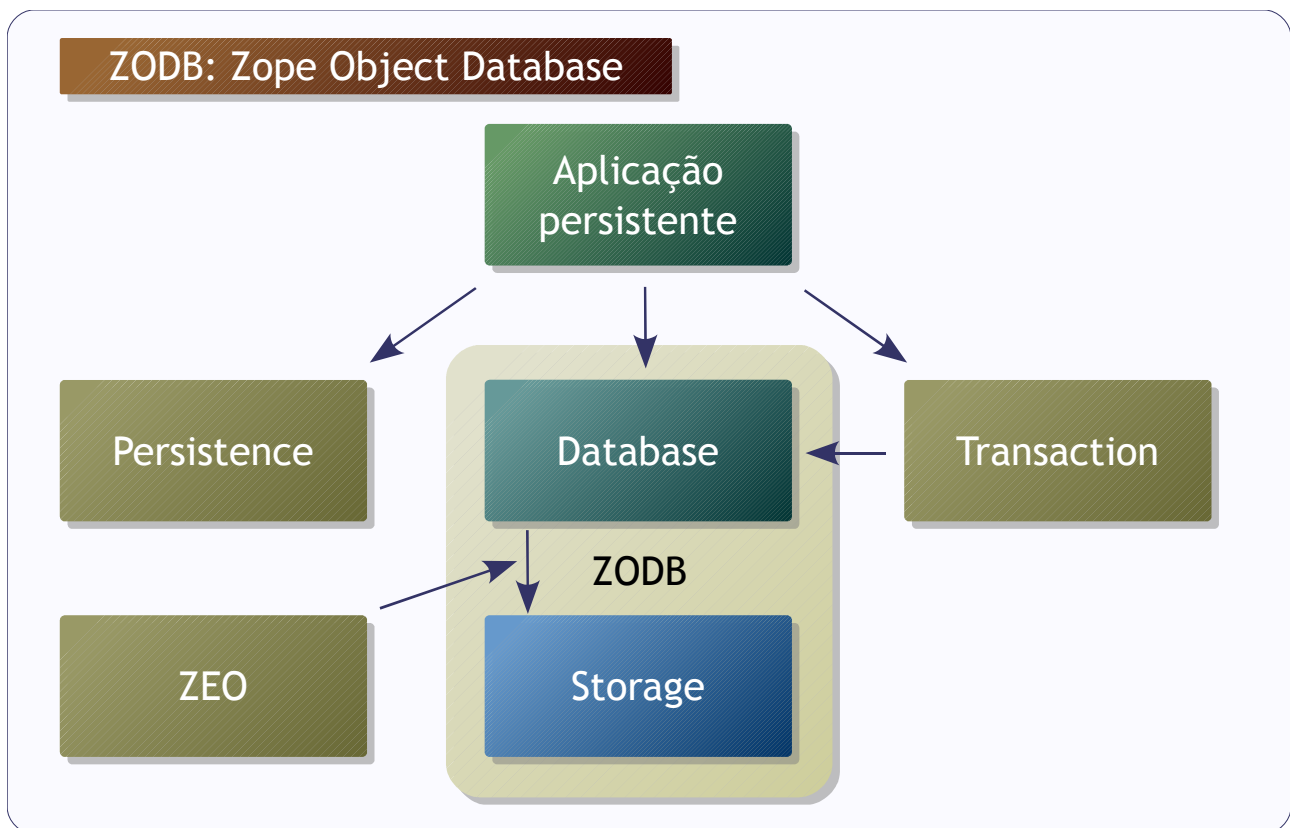 ZODB: Zope Object Database
Aplicação
persistente
Persistence
Database
Transaction
ZODB
ZEO
Storage